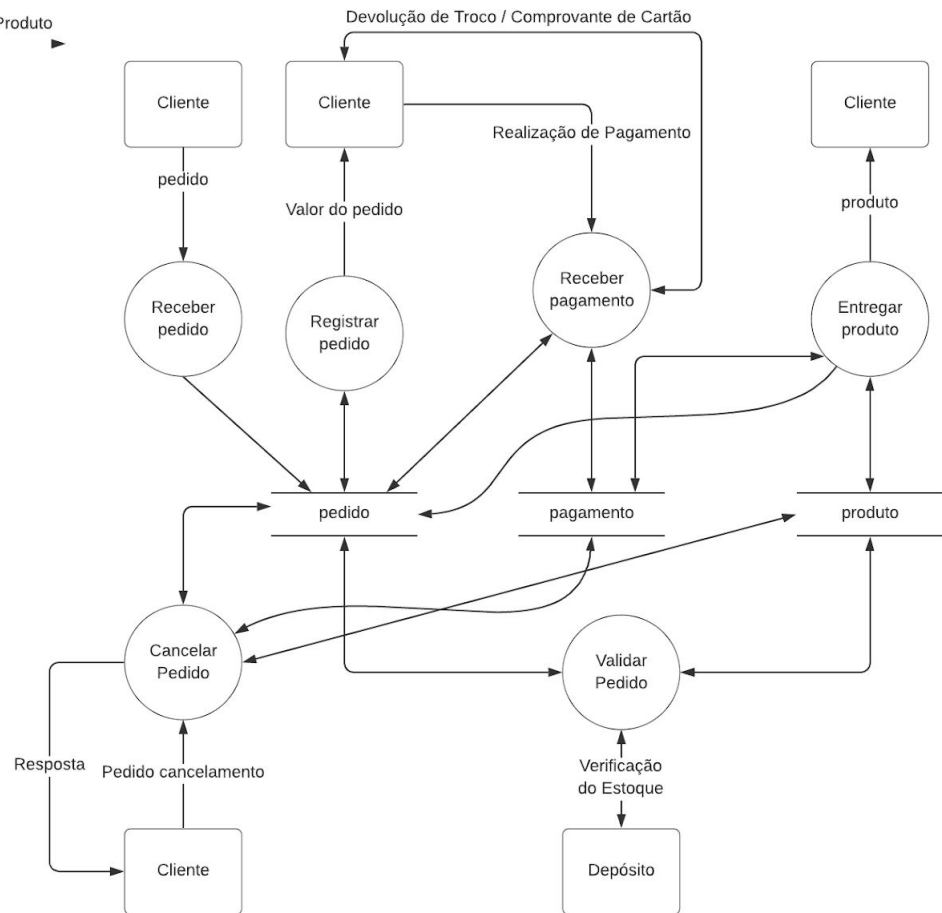 Produto
Devolução de Troco / Comprovante de Cartão
Cliente
Cliente
Cliente
Realização de Pagamento
pedido
Valor do pedido
produto
Receber
pedido
Registrar
pedido
Receber
pagamento
Entregar
produto
pedido
pagamento
produto
Cancelar
Pedido
Validar
Pedido
Resposta
Pedido cancelamento
Verificação
do Estoque
Cliente
Depósito